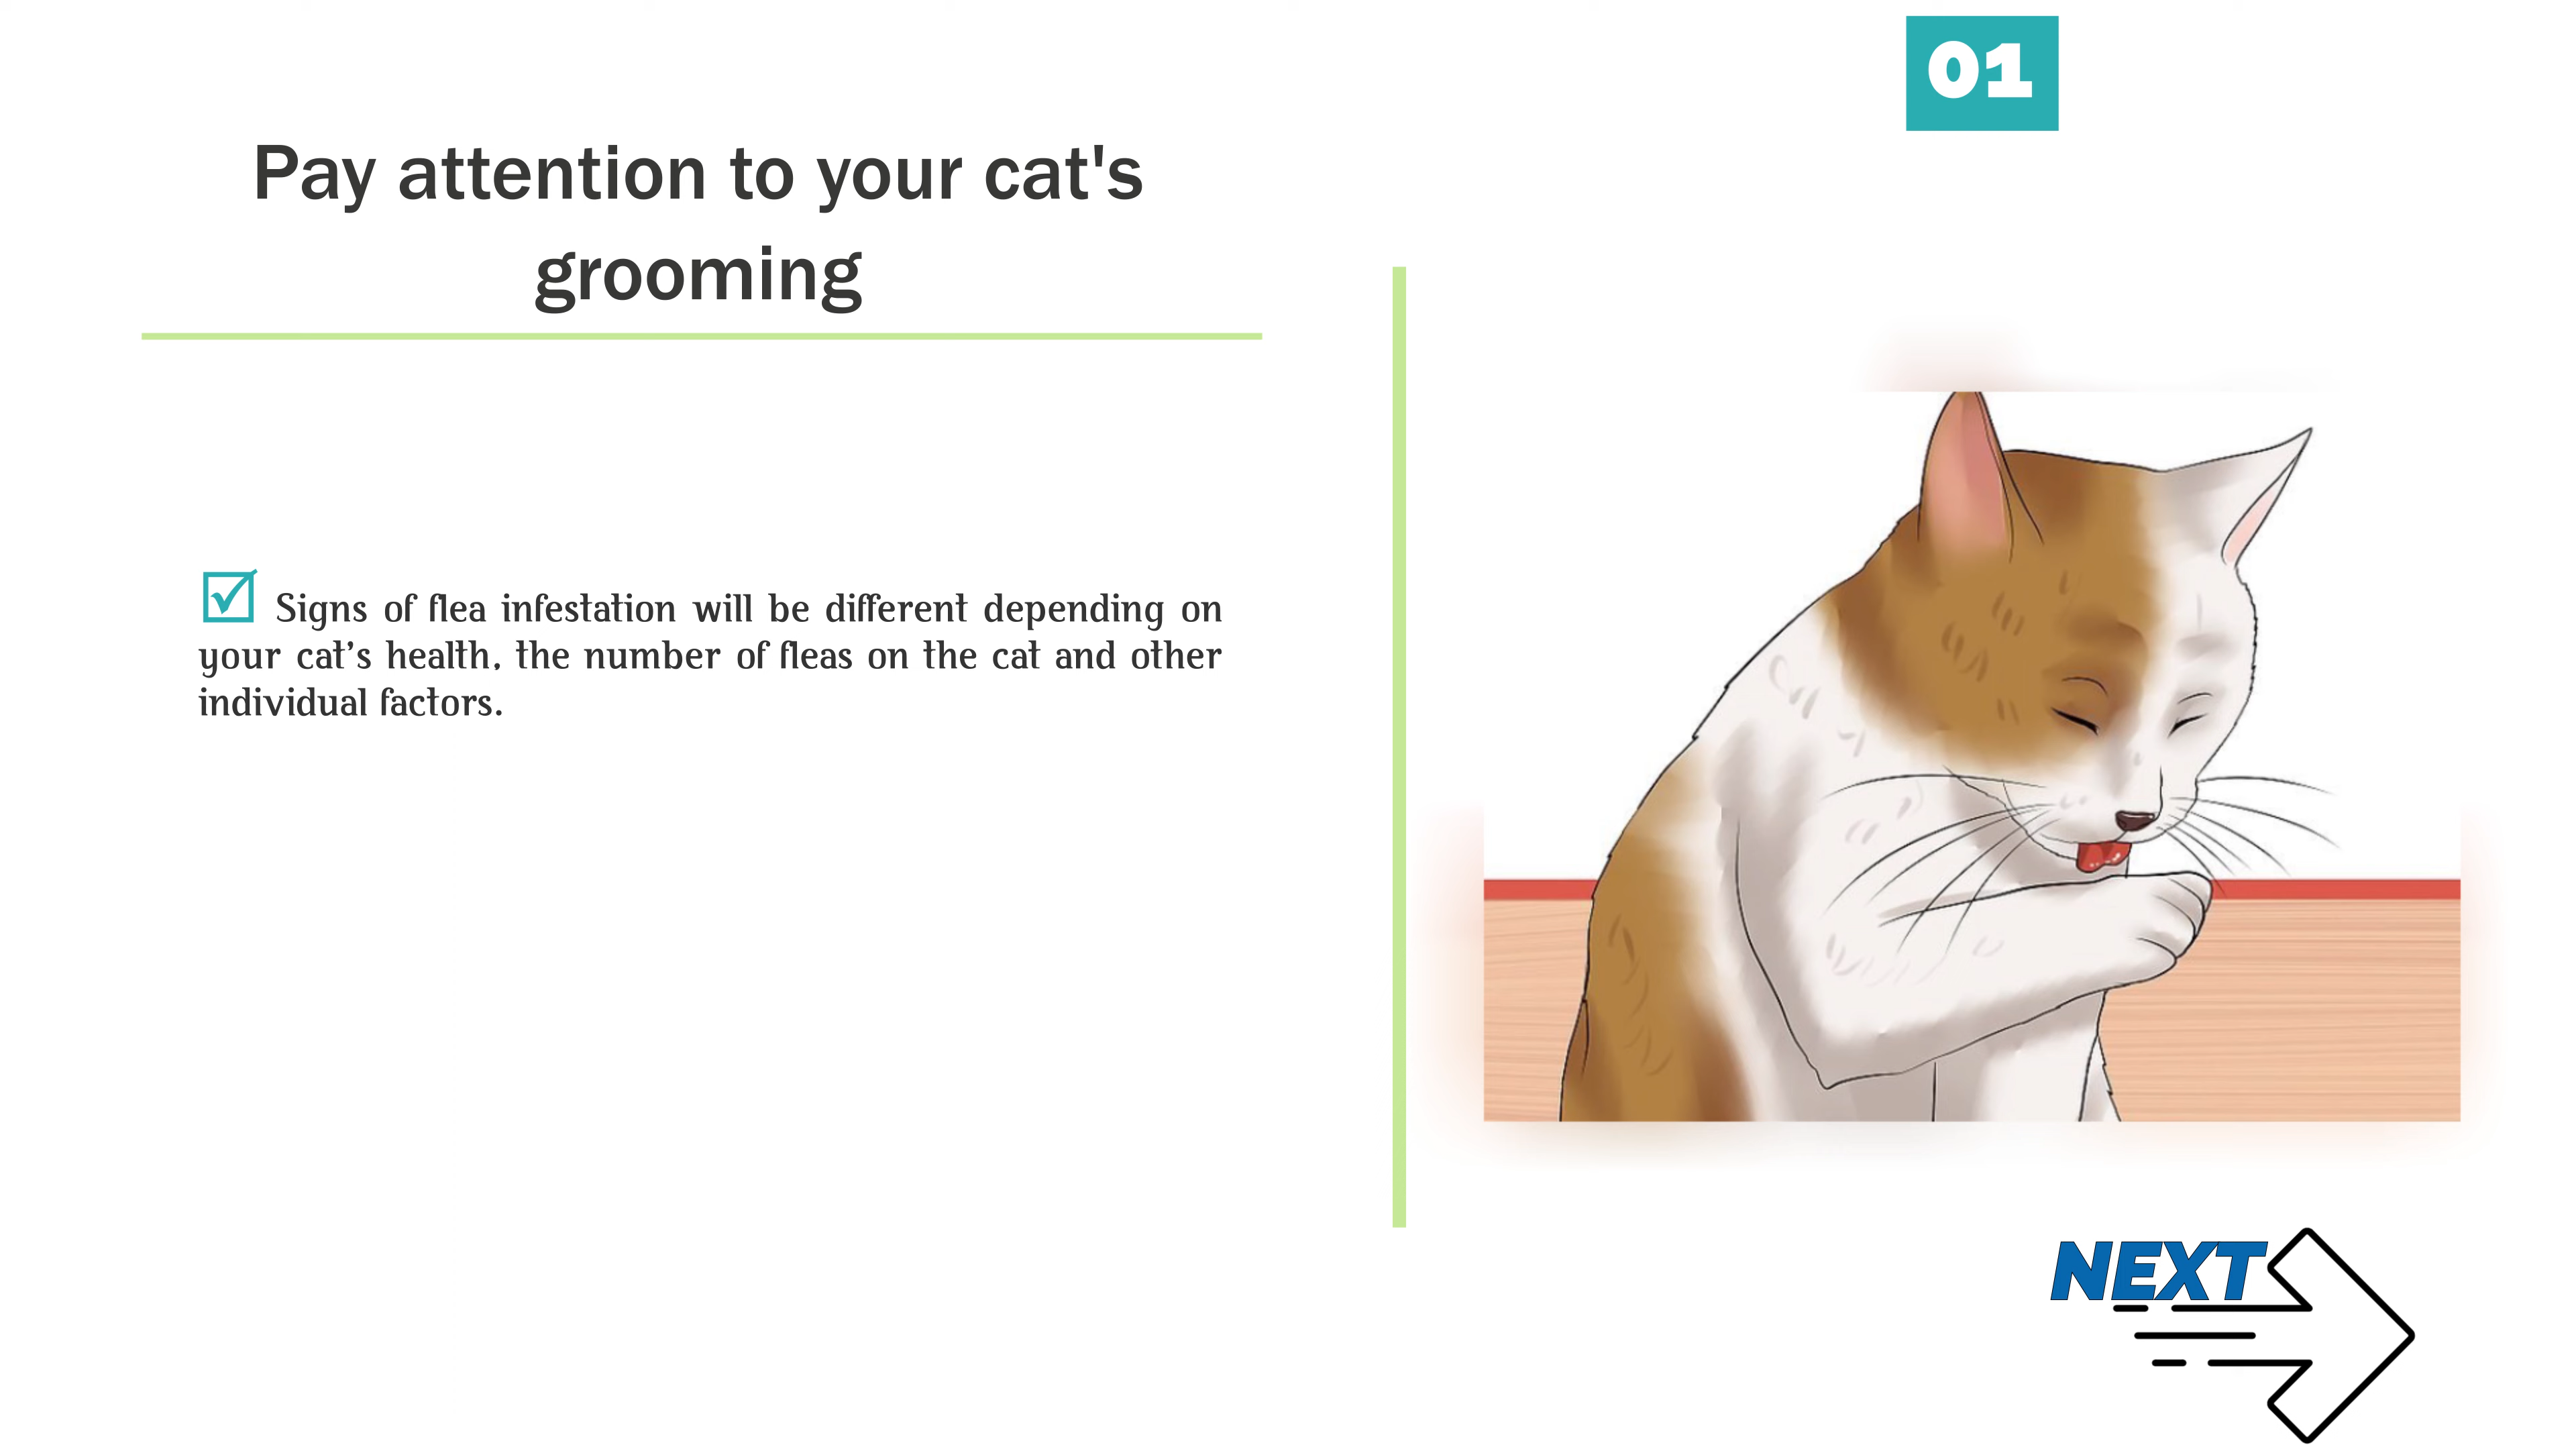 01
Pay attention to your cat's
grooming
Signs of flea infestation will be different depending on
your cat's health, the number of fleas on the cat and other
individual factors.
NEXT